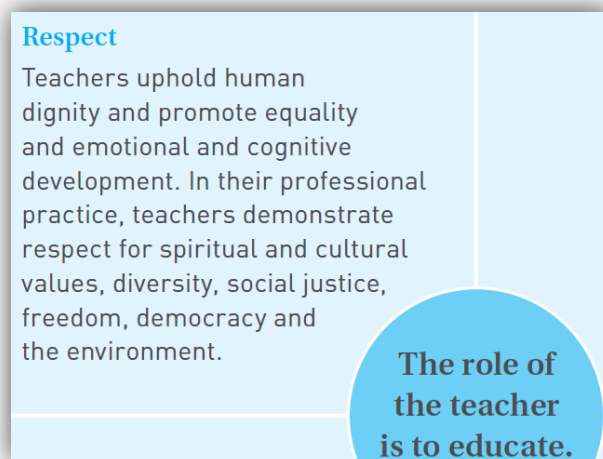 Respect
Teachers uphold human
dignity and promote equality
and emotional and cognitive
development. In their professional
practice, teachers demonstrate
respect for spiritual and cultural
values, diversity, social justice,
freedom, democracy and
the environment.
The role of
the teacher
is to educate.